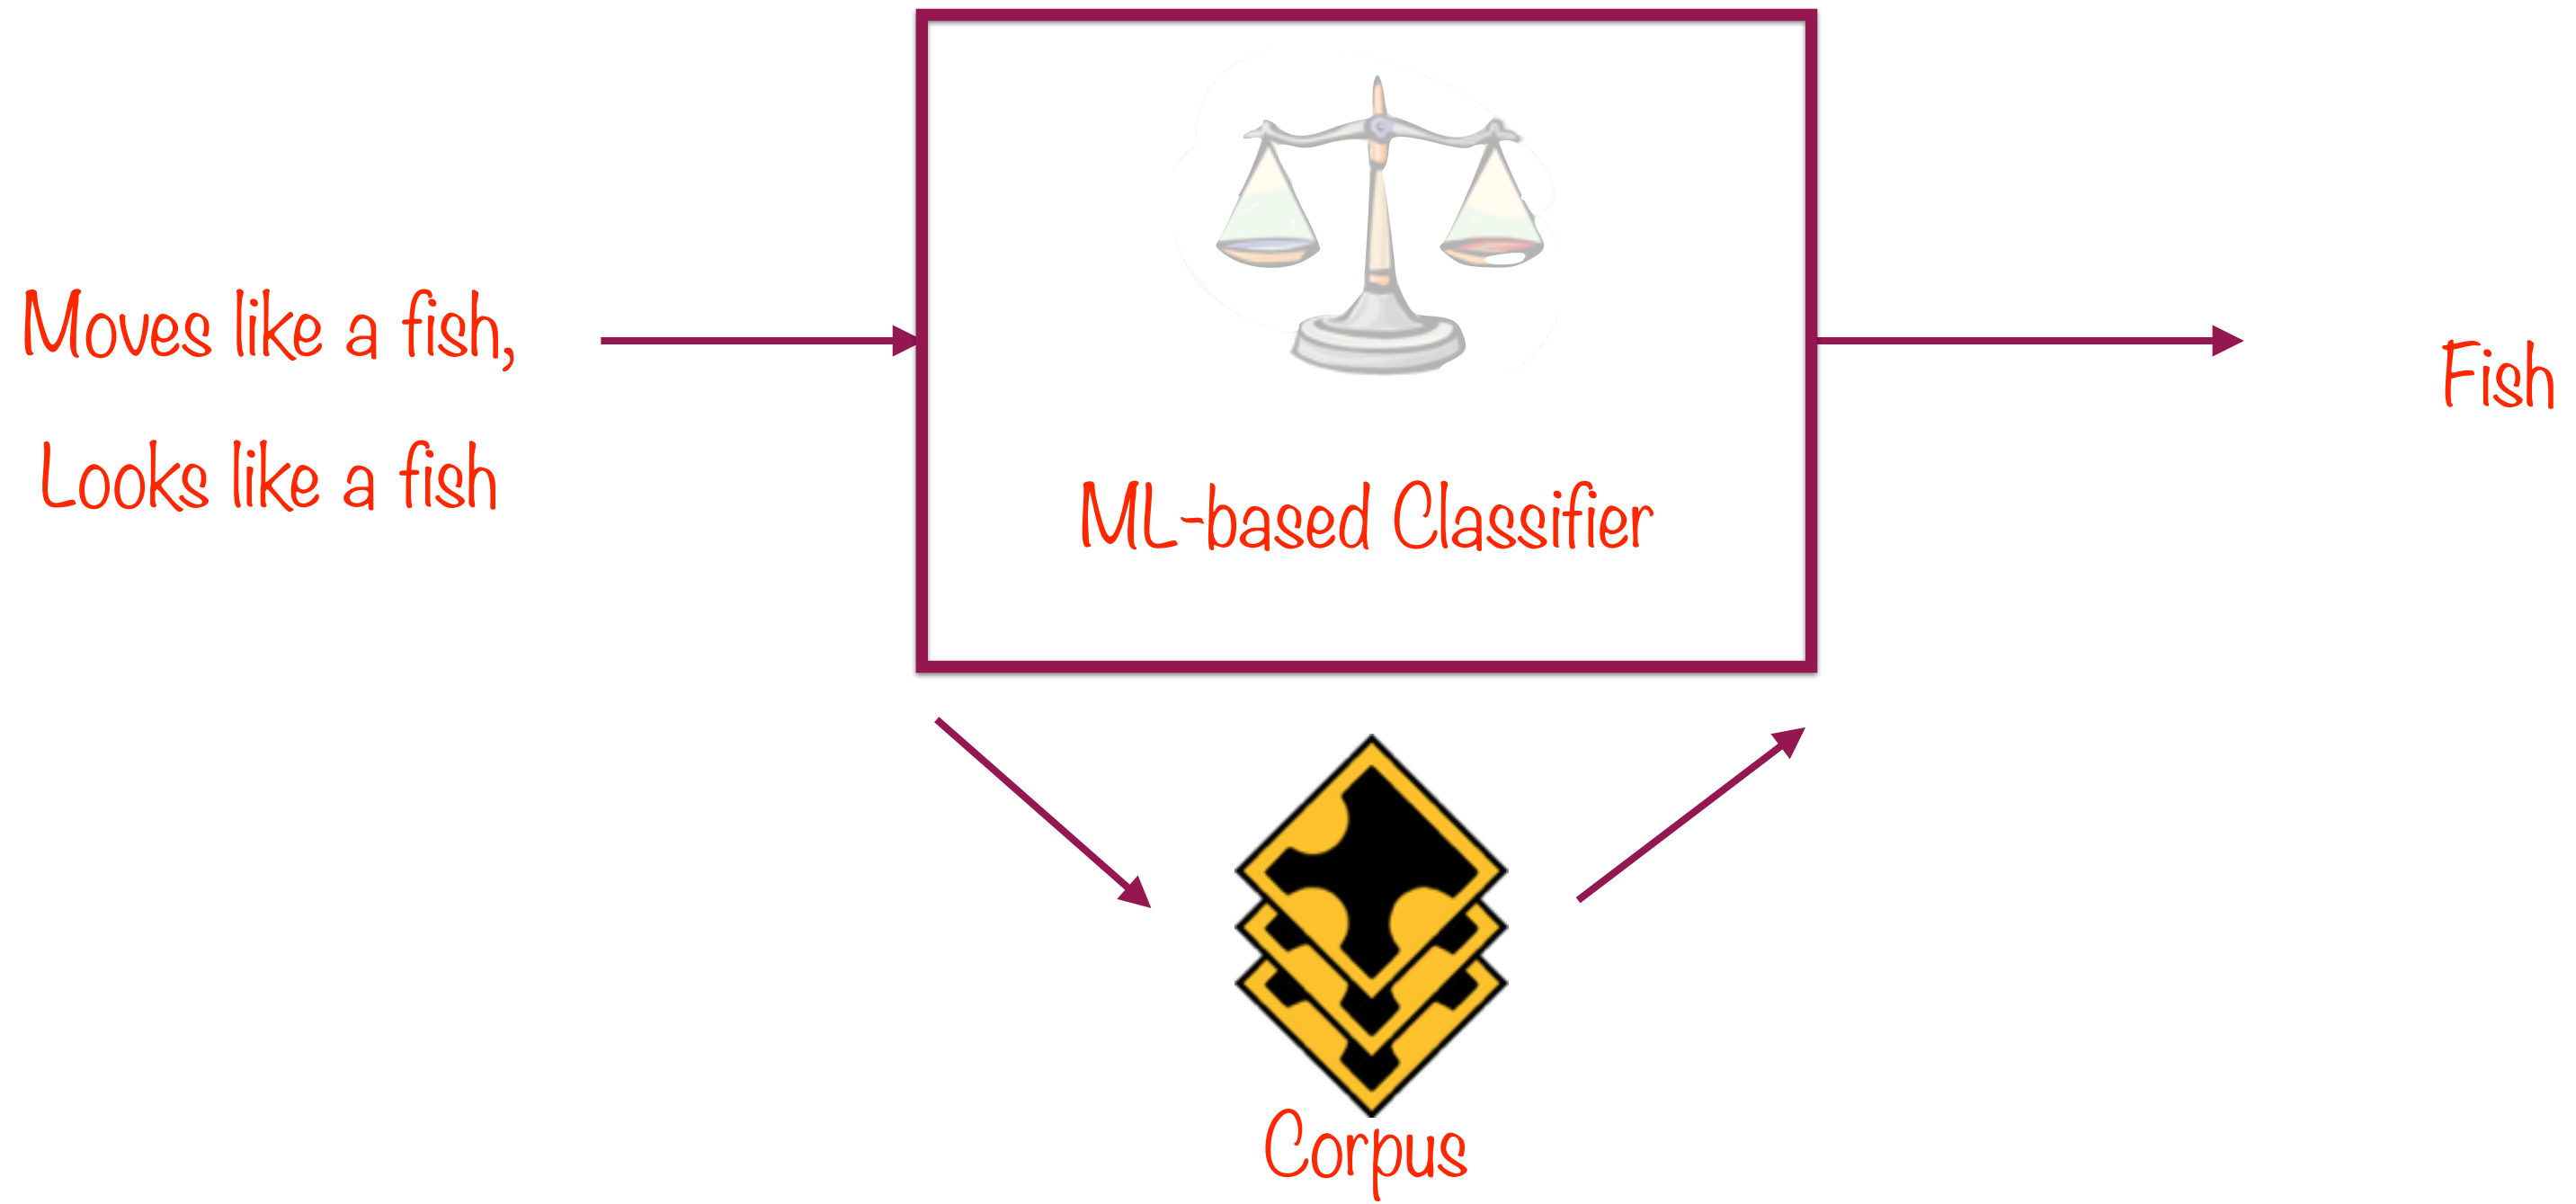 Moves like a fish,
Looks like a fish
ML-based Classifier
Fish
Corpus